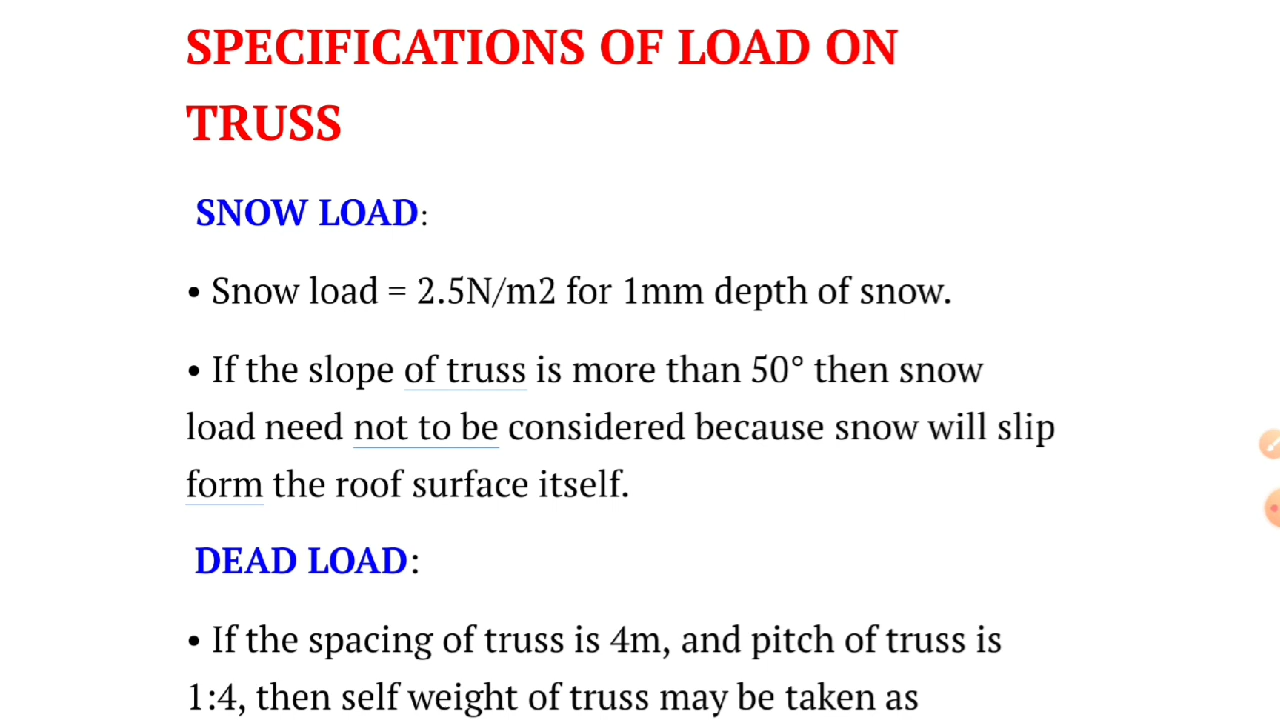 SPECIFICATIONS OF LOAD ON
TRUSS
SNOW LOAD:
• Snow load = 2.5N/m2 for 1mm depth of snow.
• If the slope of truss is more than 50° then snow
load need not to be considered because snow will slip
form the roof surface itself.
DEAD LOAD:
• If the spacing of truss is 4m, and pitch of truss is
1:4, then self weight of truss may be taken as